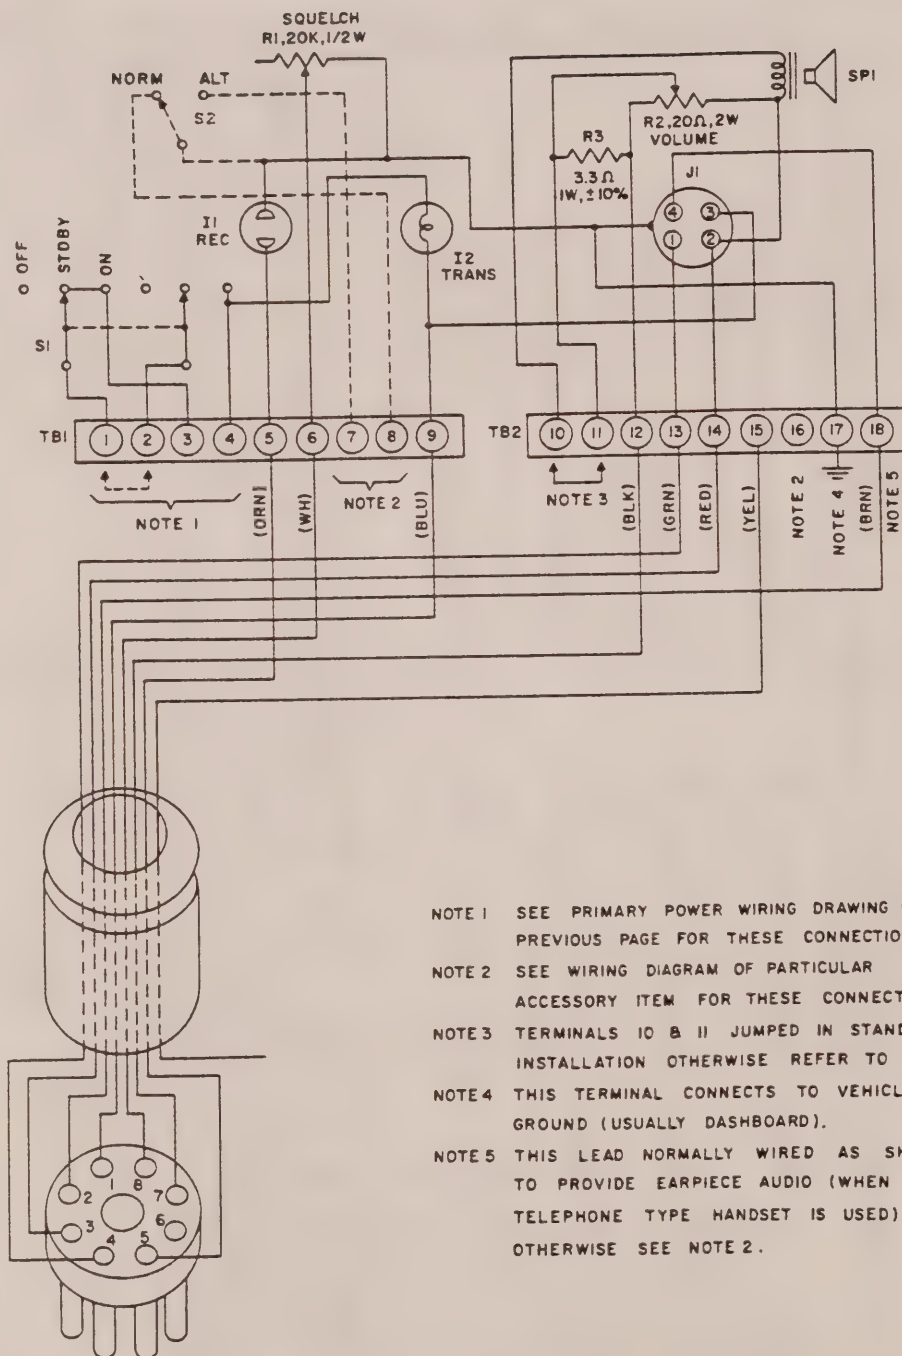 SQUELCH
R1,20K,1/2W
NORM
ALT
S2
SP1
R2,20Ω,2W
VOLUME
R3
3.3Ω
1W,±10%
J1
4
3
1
2
I1
REC
I2
TRANS
OFF
STDBY
ON
S1
TB1
1
2
3
4
5
6
7
8
9
TB2
10
11
12
13
14
15
16
17
18
NOTE 1
(ORN)
(WH)
NOTE 2
(BLU)
NOTE 3
(BLK)
(GRN)
(RED)
(YEL)
NOTE 2
NOTE 4
(BRN)
NOTE 5
NOTE 1 SEE PRIMARY POWER WIRING DRAWING
PREVIOUS PAGE FOR THESE CONNECTIO
NOTE 2 SEE WIRING DIAGRAM OF PARTICULAR
ACCESSORY ITEM FOR THESE CONNECT
NOTE 3 TERMINALS 10 & 11 JUMPED IN STAND
INSTALLATION OTHERWISE REFER TO
NOTE 4 THIS TERMINAL CONNECTS TO VEHICL
GROUND (USUALLY DASHBOARD).
NOTE 5 THIS LEAD NORMALLY WIRED AS SH
TO PROVIDE EARPIECE AUDIO (WHEN
TELEPHONE TYPE HANDSET IS USED)
OTHERWISE SEE NOTE 2.
1
8
2
7
3
6
4
5